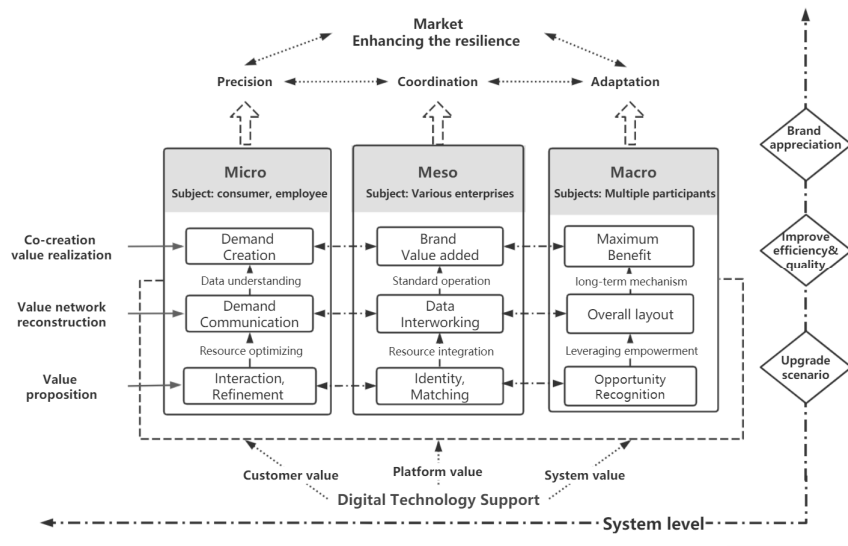 Market
Enhancing the resilience
Precision
Coordination
Adaptation
Micro
Subject: consumer, employee
Meso
Subject: Various enterprises
Macro
Subjects: Multiple participants
Brand
appreciation
Co-creation
value realization
Demand
Creation
Brand
Value added
Maximum
Benefit
Improve
efficiency&
quality
Data understanding
Standard operation
long-term mechanism
Value network
reconstruction
Demand
Communication
Data
Interworking
Overall layout
Resource optimizing
Resource integration
Leveraging empowerment
Upgrade
scenario
Value
proposition
Interaction,
Refinement
Identity,
Matching
Opportunity
Recognition
Customer value
Platform value
System value
Digital Technology Support
System level